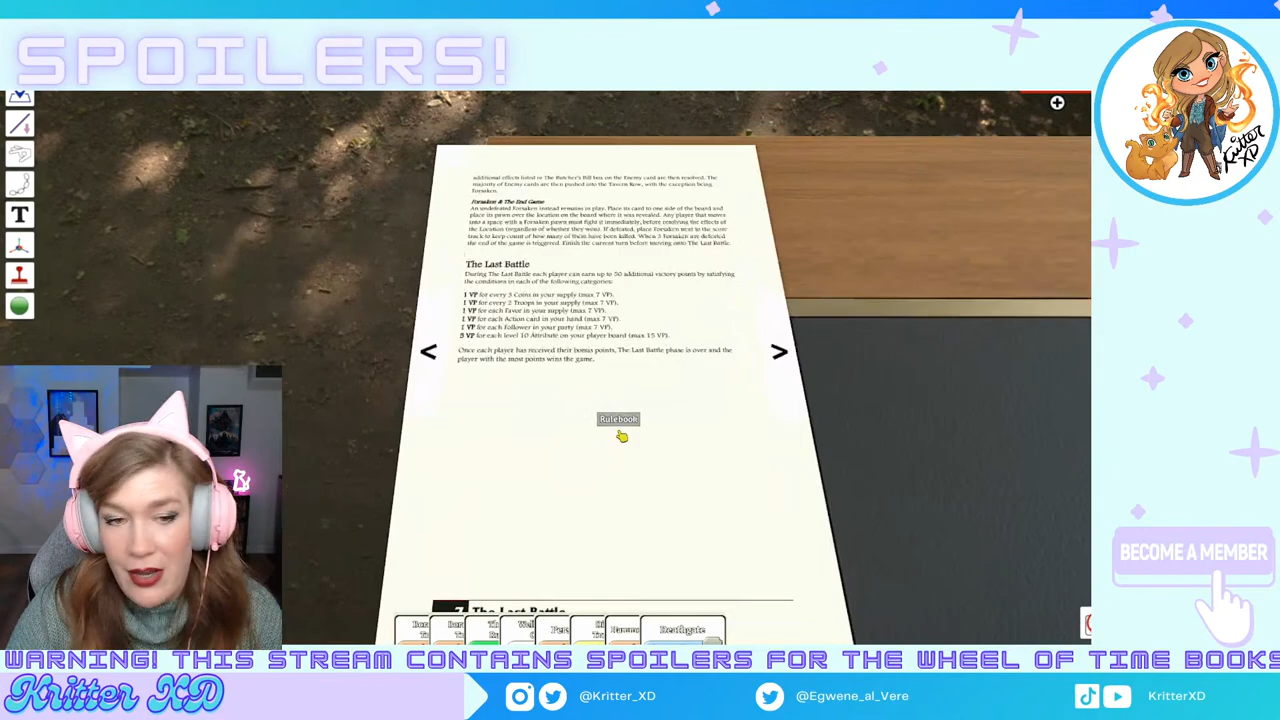 SPOILERS!
additional effects listed in The Butcher's Bill box on the Enemy card are then resolved. The
majority of Enemy cards are then pushed into the Tavern Row, with the exception being
Forsaken.
Forsaken & The End Game
An undefeated Forsaken instead remains in play. Place its card to one side of the board and
place its pawn over the location on the board where it was revealed. Any player that moves
into a space with a Forsaken pawn must fight it immediately, before resolving the effects of
the Location (regardless of whether they won). If defeated, place Forsaken next to the score
track to keep count of how many of them have been killed. When 3 Forsaken are defeated
the end of the game is triggered. Finish the current turn before moving onto The Last Battle.
The Last Battle
During The Last Battle each player can earn up to 50 additional victory points by satisfying
the conditions in each of the following categories:
1 VP for every 3 Coins in your supply (max 7 VP).
1 VP for every 2 Troops in your supply (max 7 VP).
1 VP for each Favor in your supply (max 7 VP).
1 VP for each Action card in your hand (max 7 VP).
1 VP for each Follower in your party (max 7 VP).
5 VP for each level 10 Attribute on your player board (max 15 VP).
Once each player has received their bonus points, The Last Battle phase is over and the
player with the most points wins the game.
< >
Rulebook
7 The Last Battle
Deathgate
T
Kritter XD
BECOME A MEMBER
WARNING! THIS STREAM CONTAINS SPOILERS FOR THE WHEEL OF TIME BOOKS
Kritter XD
@Kritter_XD
@Egwene_al_Vere
KritterXD